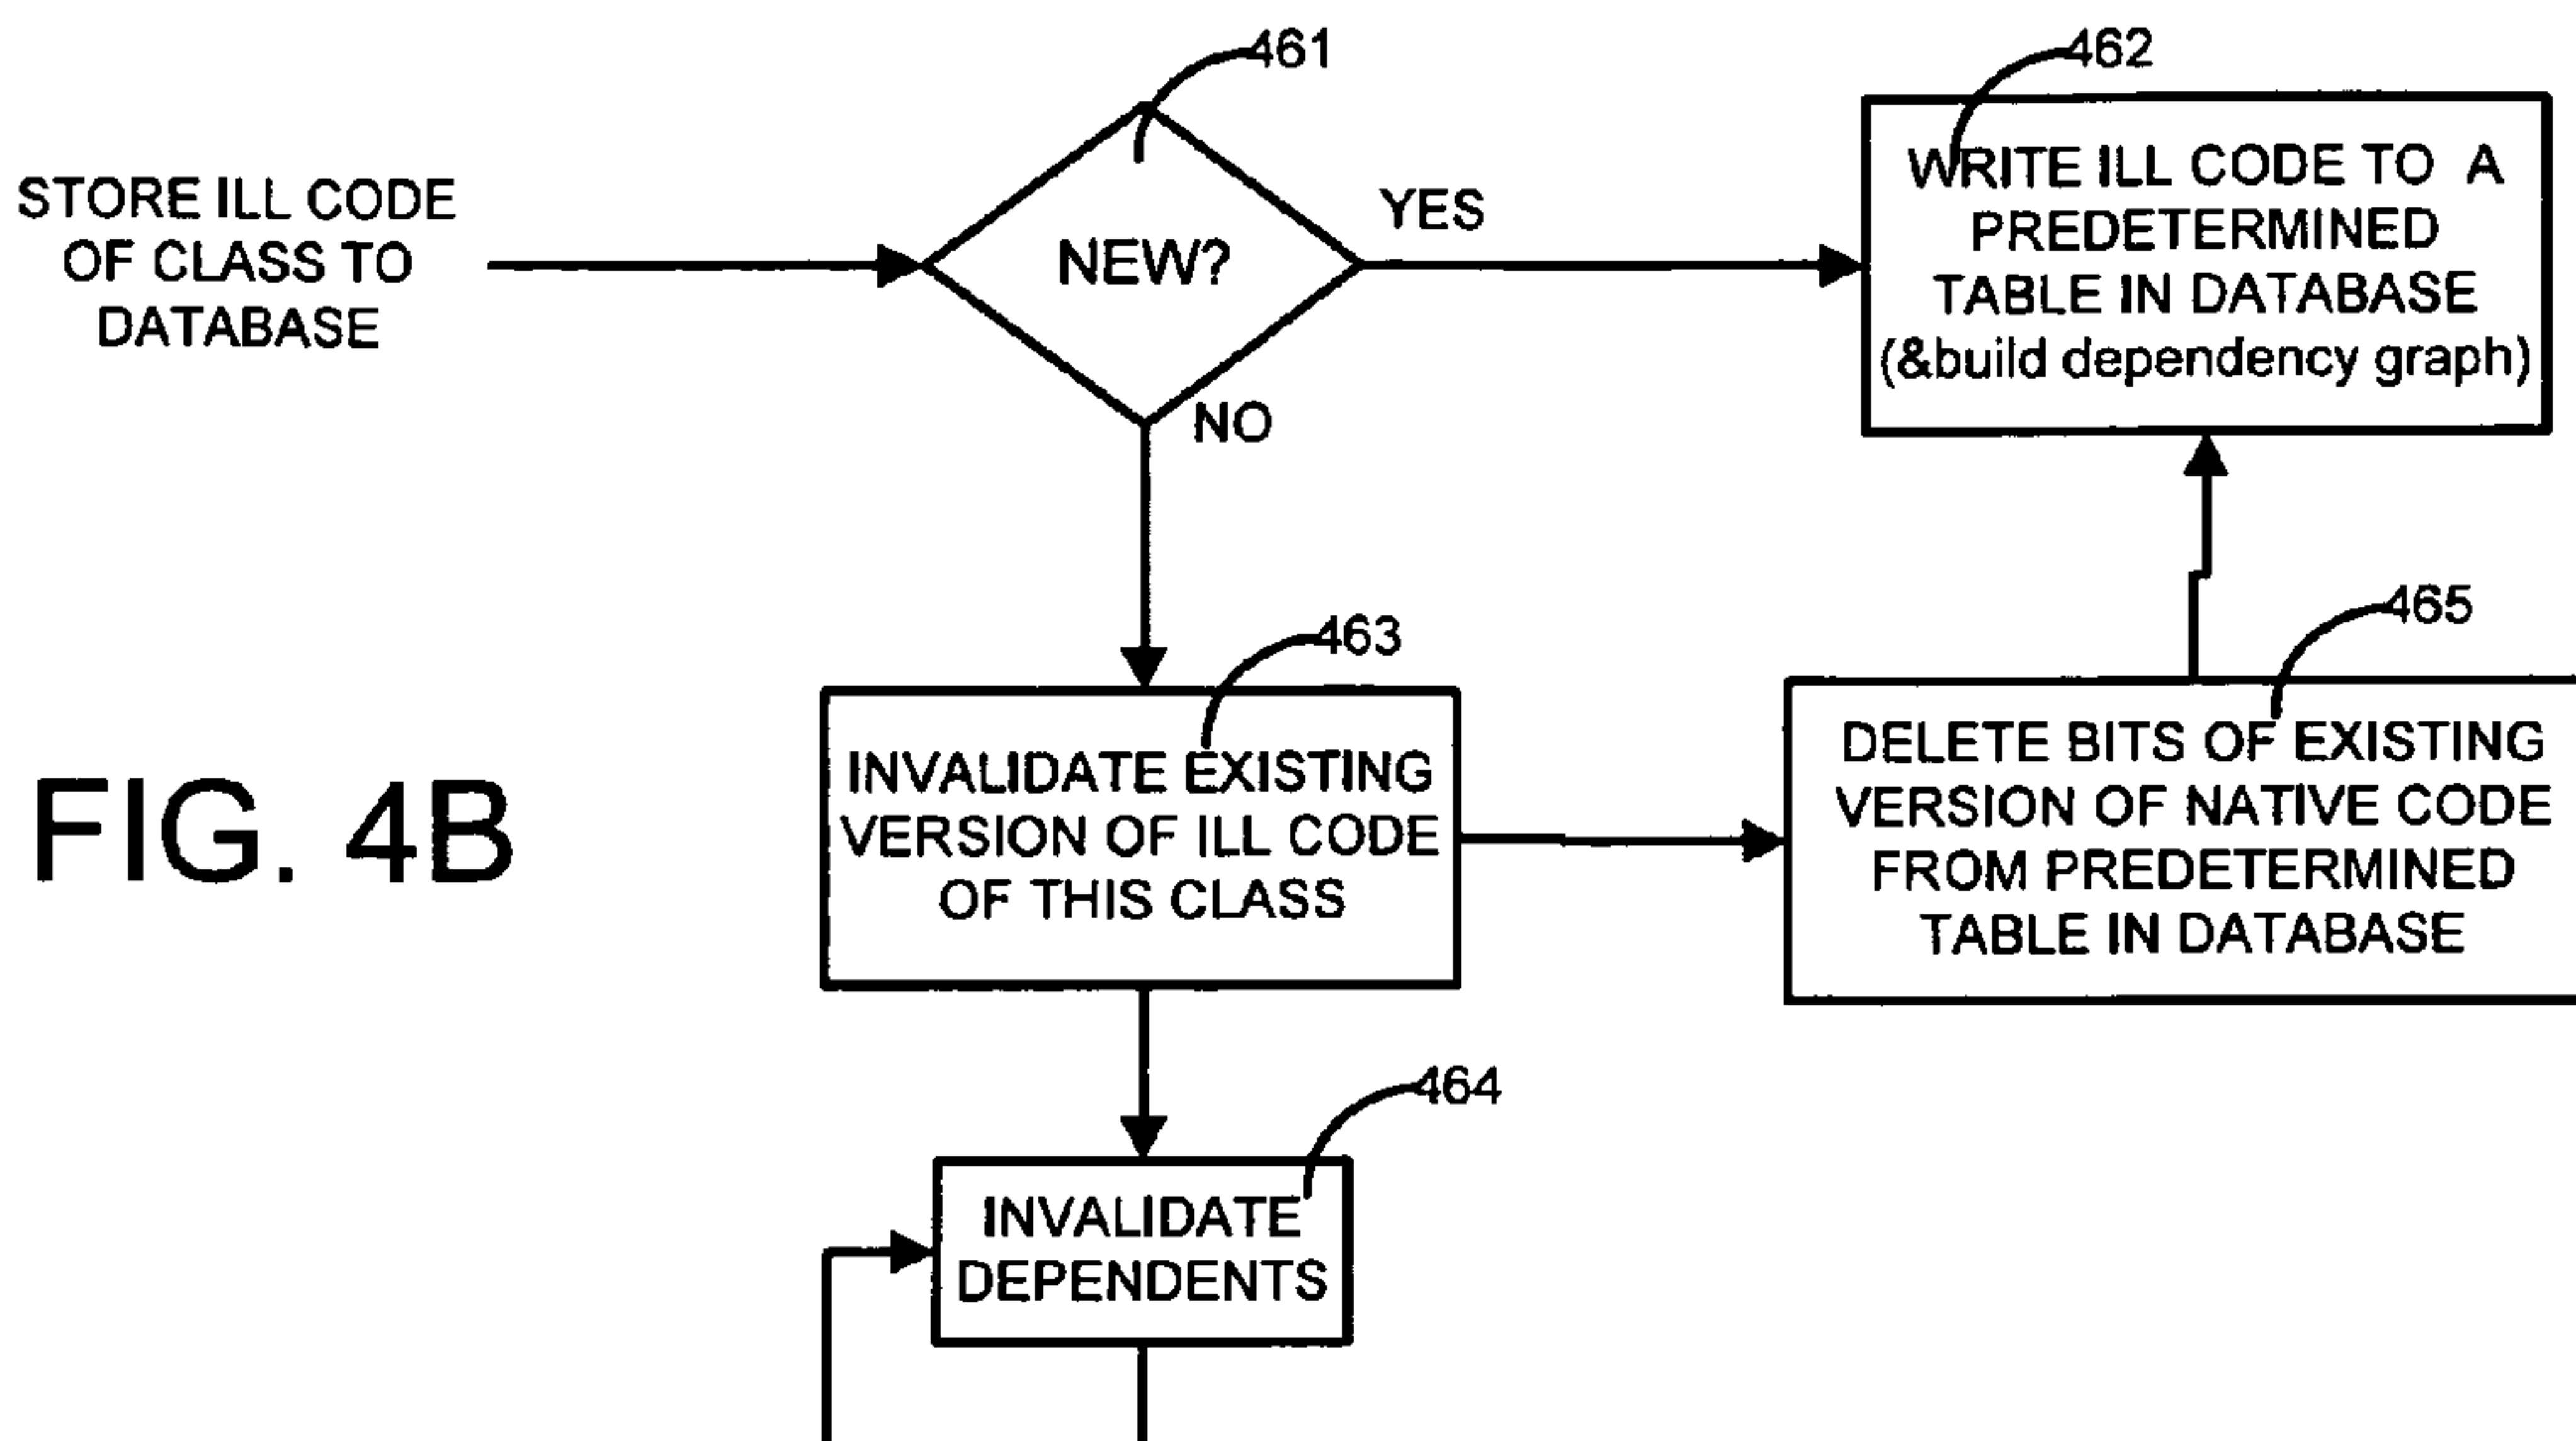 461
462
STORE ILL CODE
OF CLASS TO
DATABASE
NEW?
YES
NO
WRITE ILL CODE TO A
PREDETERMINED
TABLE IN DATABASE
(&build dependency graph)
463
465
FIG. 4B
INVALIDATE EXISTING
VERSION OF ILL CODE
OF THIS CLASS
DELETE BITS OF EXISTING
VERSION OF NATIVE CODE
FROM PREDETERMINED
TABLE IN DATABASE
464
INVALIDATE
DEPENDENTS